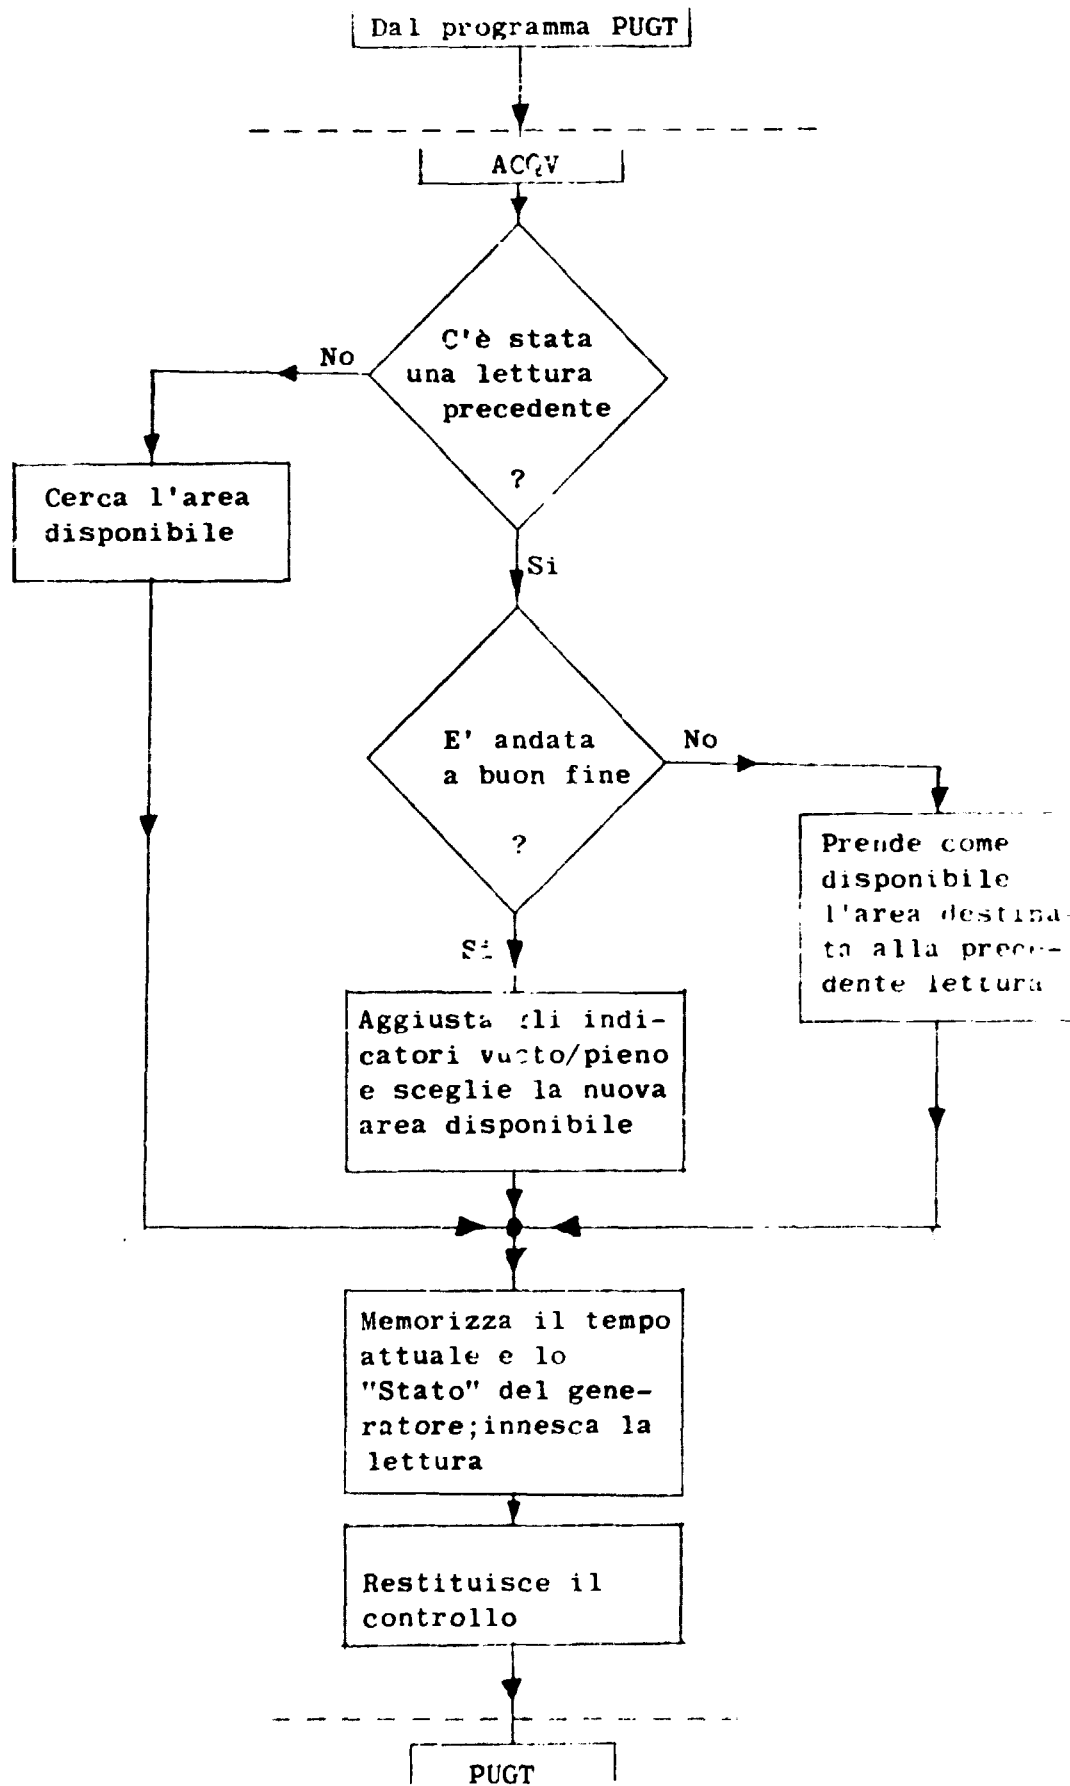 Dal programma PUGT
ACQV
C'è stata
una lettura
precedente
?
No
Cerca l'area
disponibile
Si
E' andata
a buon fine
?
No
Prende come
disponibile
l'area destina-
ta alla prece-
dente lettura
Si
Aggiusta gli indi-
catori vuoto/pieno
e sceglie la nuova
area disponibile
Memorizza il tempo
attuale e lo
"Stato" del gene-
ratore;innesca la
lettura
Restituisce il
controllo
PUGT